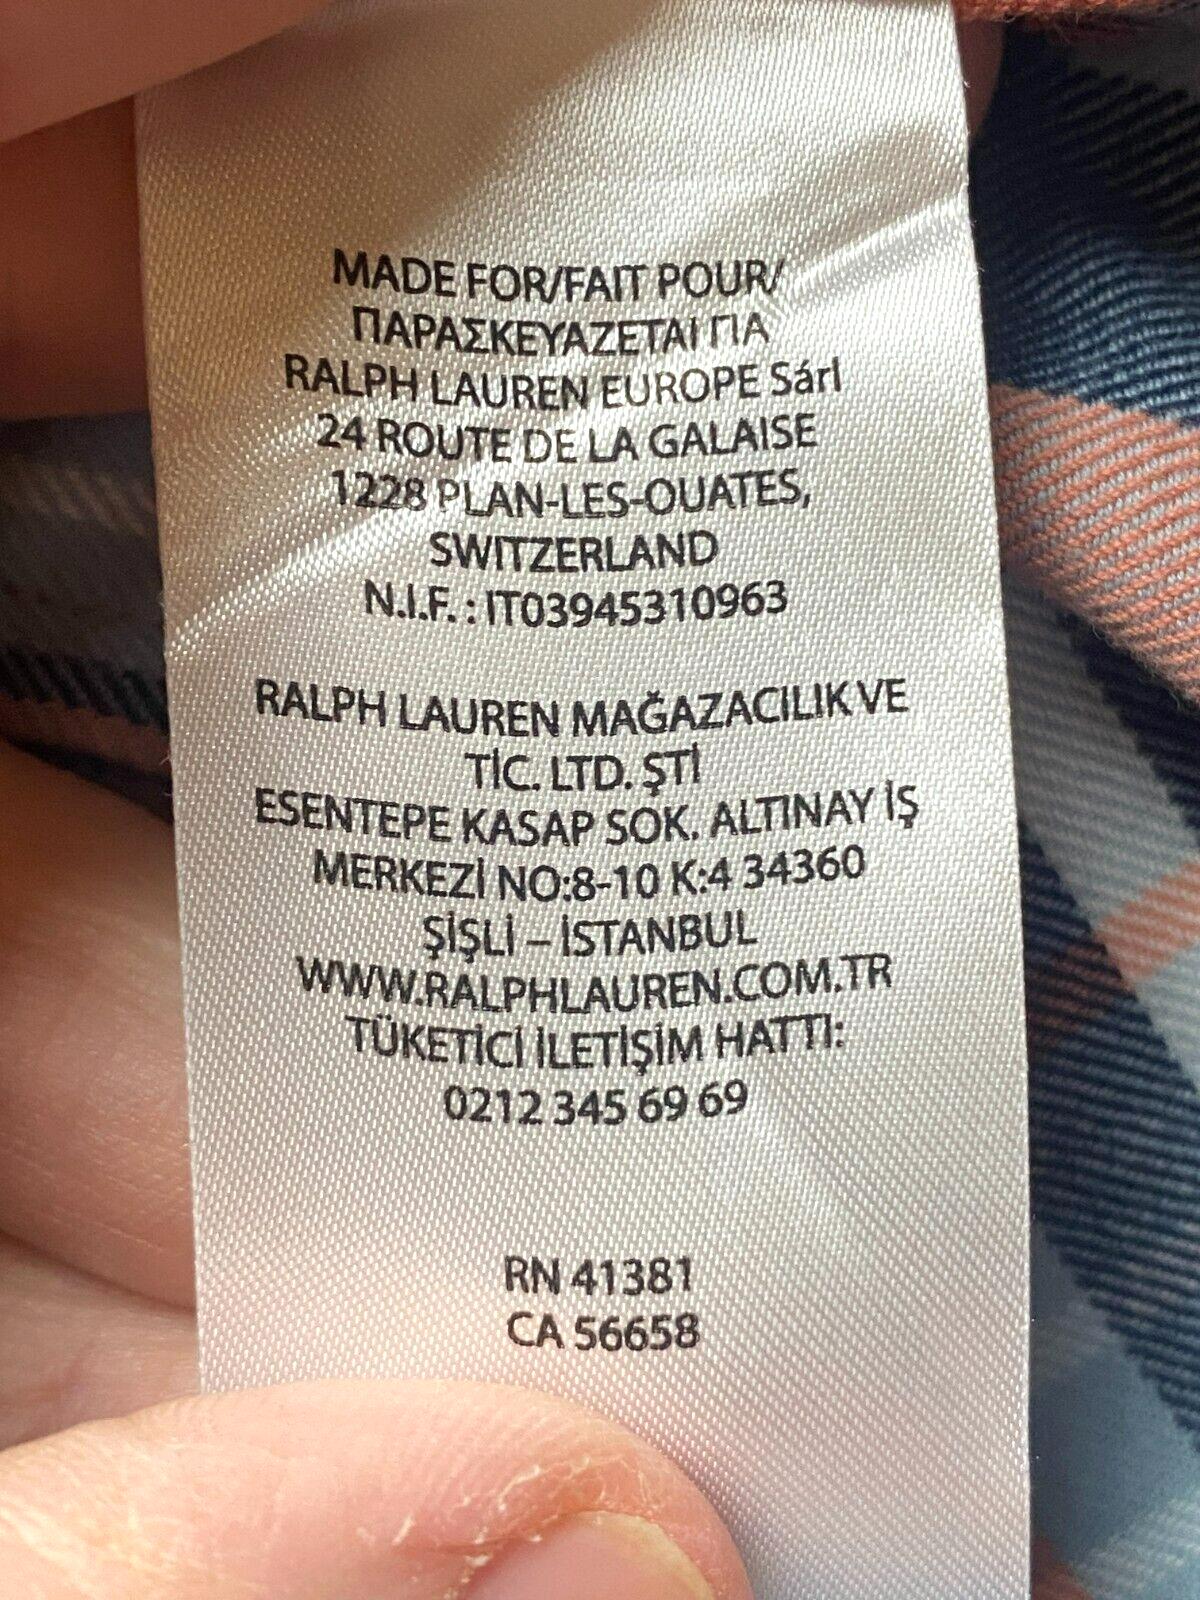 MADE FOR/FAIT POUR/
ΠΑΡΑΣΚΕΥΑΖΕΤΑΙ ΓΙΑ
RALPH LAUREN EUROPE Sárl
24 ROUTE DE LA GALAISE
1228 PLAN-LES-OUATES,
SWITZERLAND
N.I.F. : IT03945310963
RALPH LAUREN MAĞAZACILIK VE
TİC. LTD. ŞTİ
ESENTEPE KASAP SOK. ALTINAY İŞ
MERKEZİ NO:8-10 K:4 34360
ŞİŞLİ – İSTANBUL
WWW.RALPHLAUREN.COM.TR
TÜKETİCİ İLETİŞİM HATTI:
0212 345 69 69
RN 41381
CA 56658